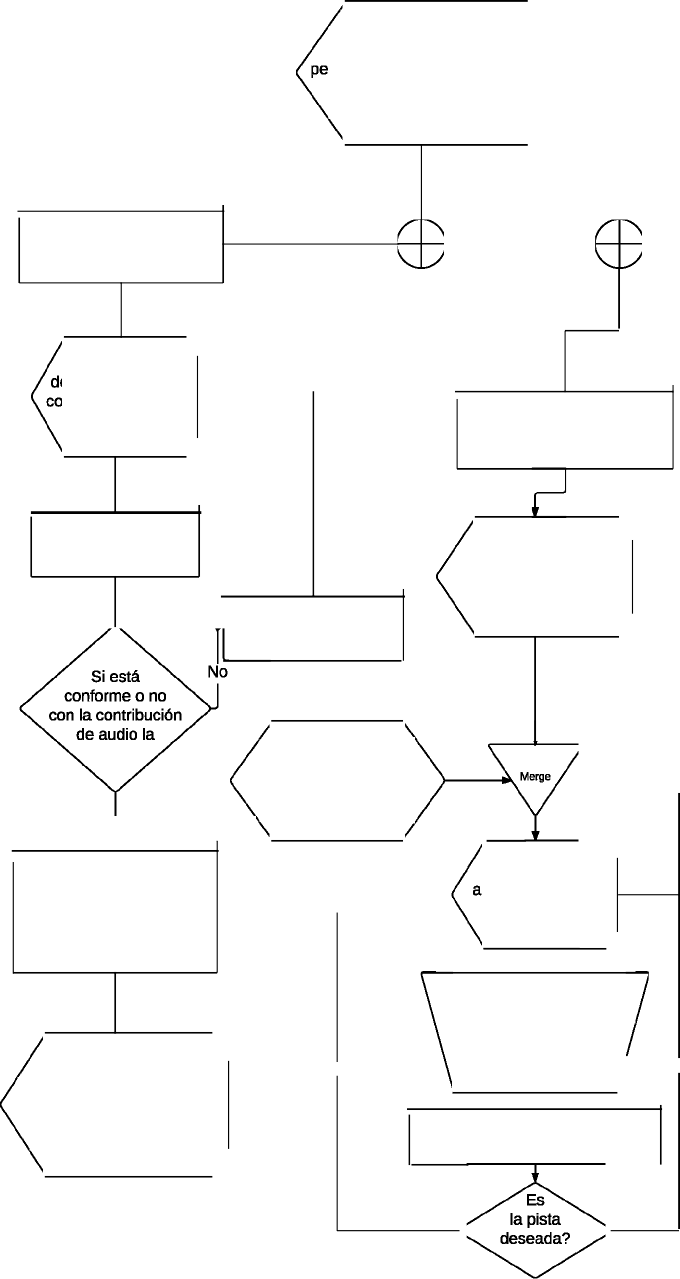 pe
de
co
Si está
conforme o no
con la contribución
de audio la
No
Merge
a
Es
la pista
deseada?